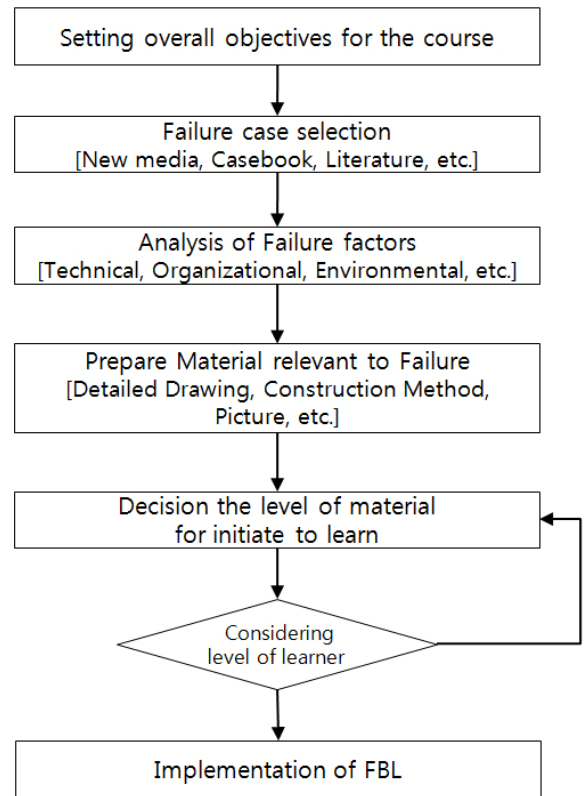 Setting overall objectives for the course
Failure case selection
[New media, Casebook, Literature, etc.]
Analysis of Failure factors
[Technical, Organizational, Environmental, etc.]
Prepare Material relevant to Failure
[Detailed Drawing, Construction Method,
Picture, etc.]
Decision the level of material
for initiate to learn
Considering
level of learner
Implementation of FBL